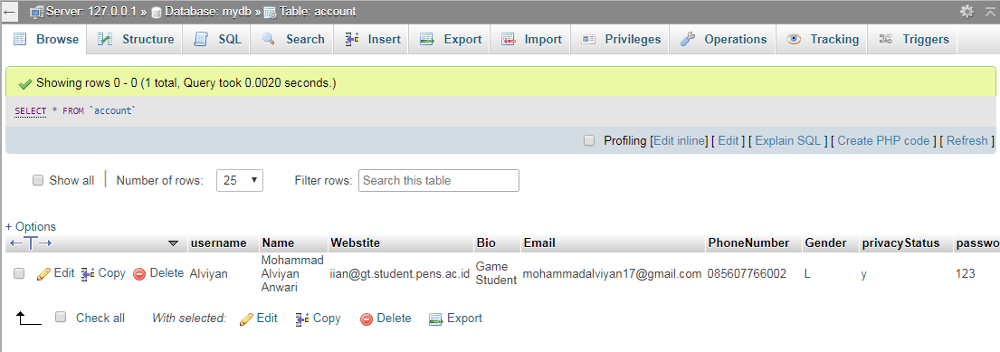 Server: 127.0.0.1 » Database: mydb » Table: account
Browse Structure SQL Search Insert Export Import Privileges Operations Tracking Triggers
Showing rows 0 - 0 (1 total, Query took 0.0020 seconds.)
SELECT * FROM `account`
Profiling [Edit inline] [ Edit ] [ Explain SQL ] [ Create PHP code ] [ Refresh ]
Show all Number of rows: 25 Filter rows: Search this table
+ Options
username Name Webstite Bio Email PhoneNumber Gender privacyStatus passwo
Edit Copy Delete Alviyan Mohammad Alviyan Anwari iian@gt.student.pens.ac.id Game Student mohammadalviyan17@gmail.com 085607766002 L y 123
Check all With selected: Edit Copy Delete Export